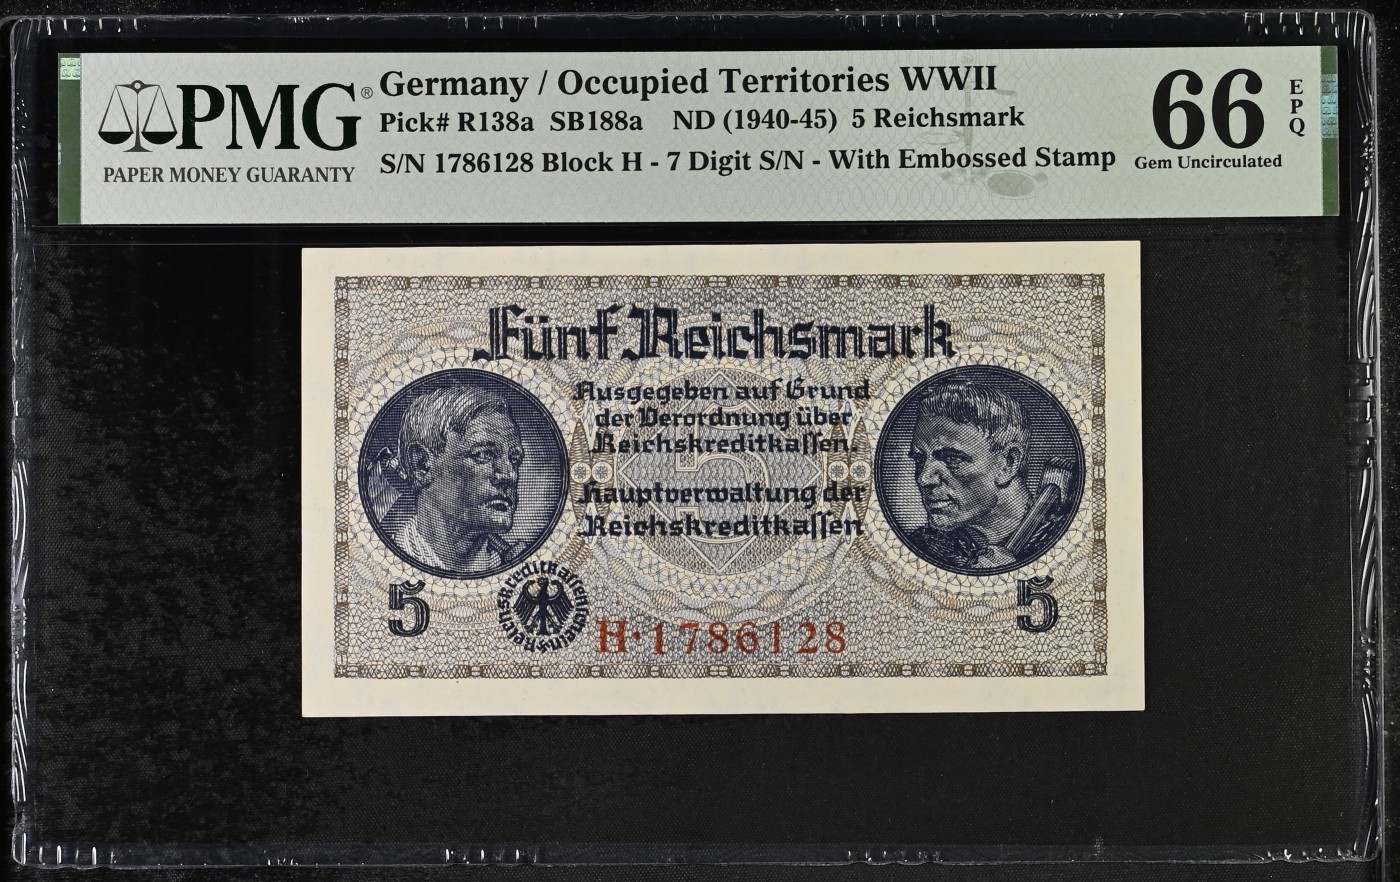 PMG®
PAPER MONEY GUARANTY
Germany / Occupied Territories WWII
Pick# R138a SB188a ND (1940-45) 5 Reichsmark
S/N 1786128 Block H - 7 Digit S/N - With Embossed Stamp
66
EPQ
Gem Uncirculated
Fünf Reichsmark
Ausgegeben auf Grund
der Verordnung über
Reichskreditkaſſen.
5
Hauptverwaltung der
Reichskreditkaſſen
5
5
H·1786128